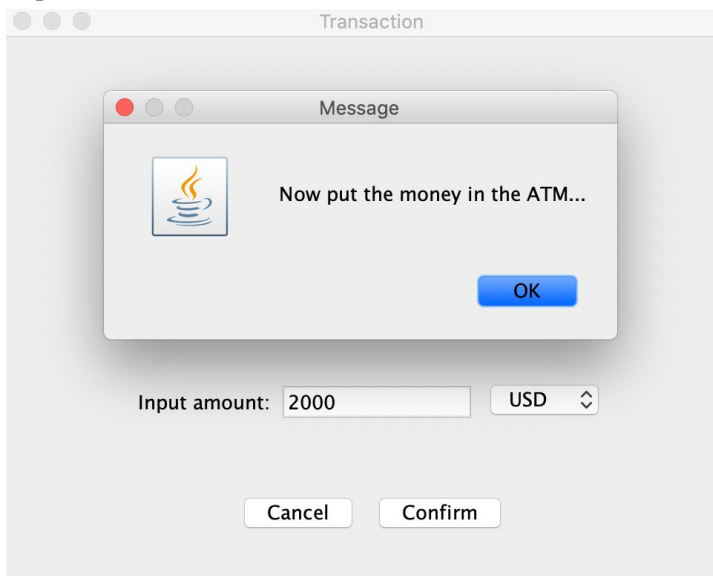 Transaction
Message
Now put the money in the ATM...
OK
Input amount: 2000 USD
Cancel Confirm